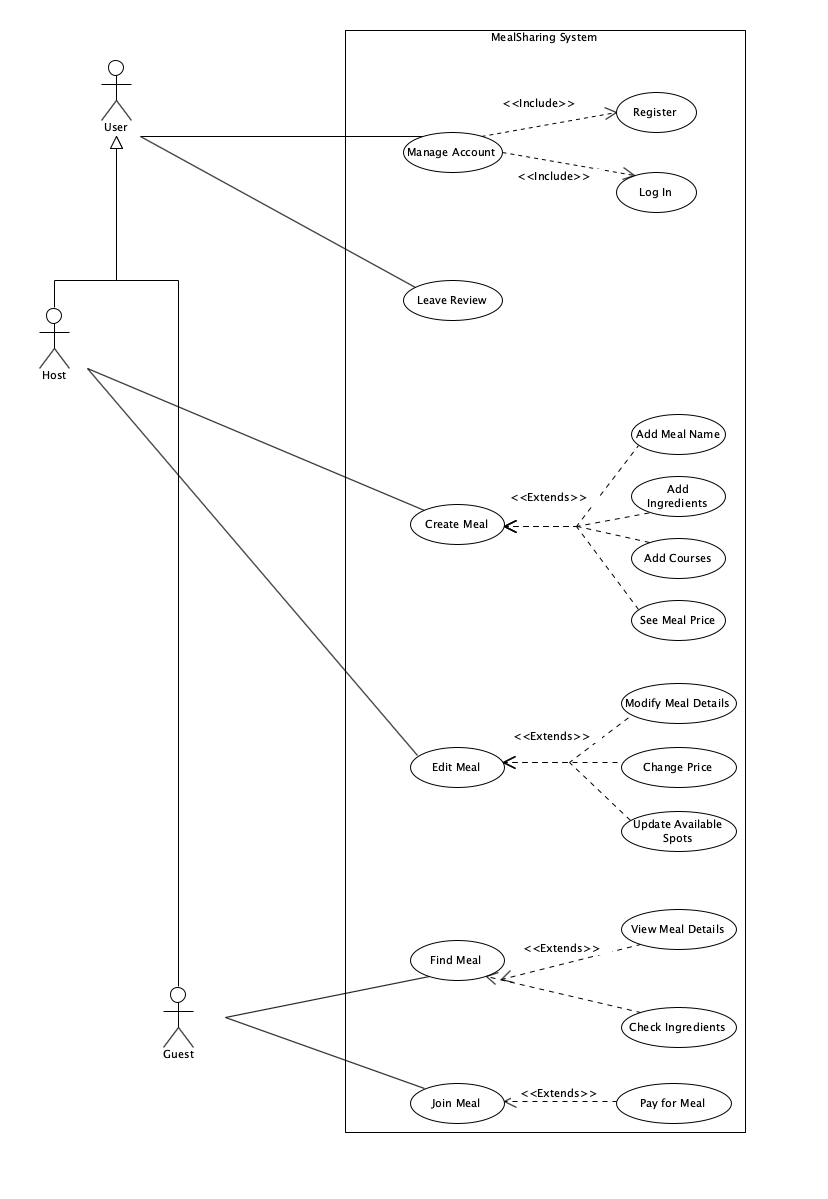 MealSharing System
User
<<Include>>
Register
Manage Account
<<Include>>
Log In
Leave Review
Host
Add Meal Name
<<Extends>>
Add
Ingredients
Create Meal
Add Courses
See Meal Price
Modify Meal Details
<<Extends>>
Edit Meal
Change Price
Update Available
Spots
View Meal Details
<<Extends>>
Find Meal
Check Ingredients
Guest
<<Extends>>
Join Meal
Pay for Meal